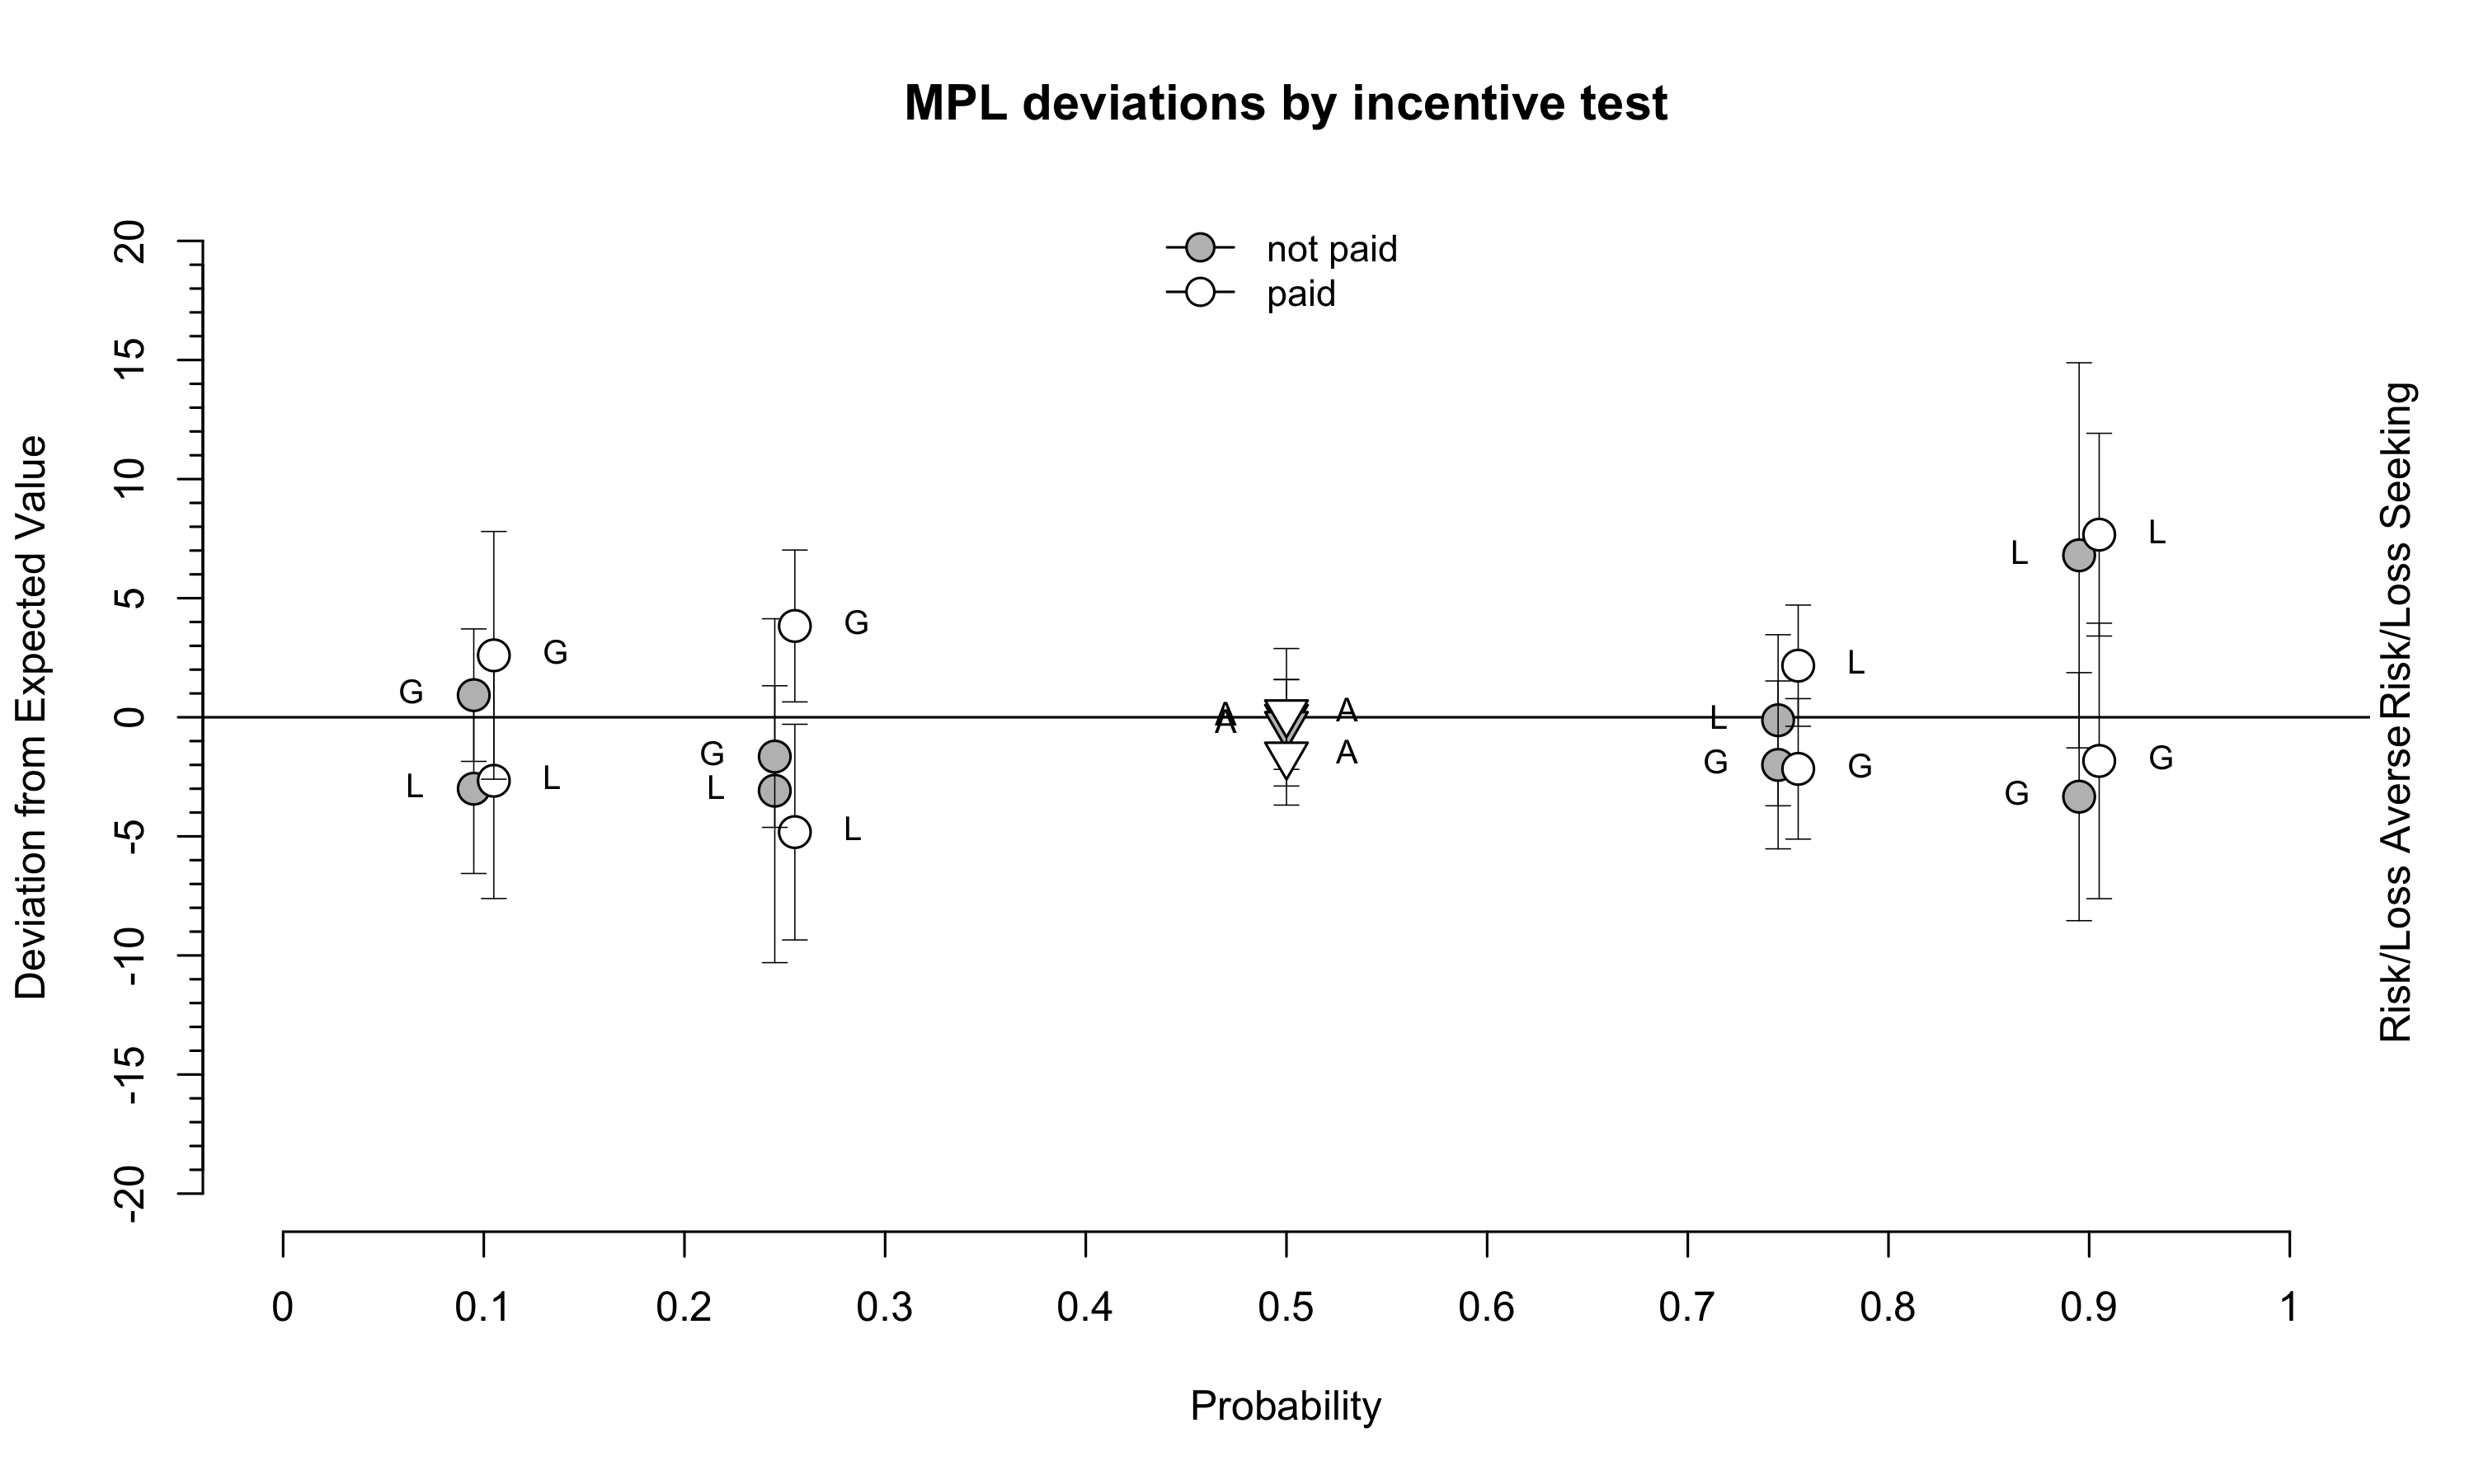 MPL deviations by incentive test
not paid
paid
Deviation from Expected Value
20
15
10
5
0
-5
-10
-15
-20
G
L
G
L
G
L
G
L
A
A
A
A
L
G
L
G
L
G
L
G
Risk/Loss Averse
Risk/Loss Seeking
0 0.1 0.2 0.3 0.4 0.5 0.6 0.7 0.8 0.9 1
Probability